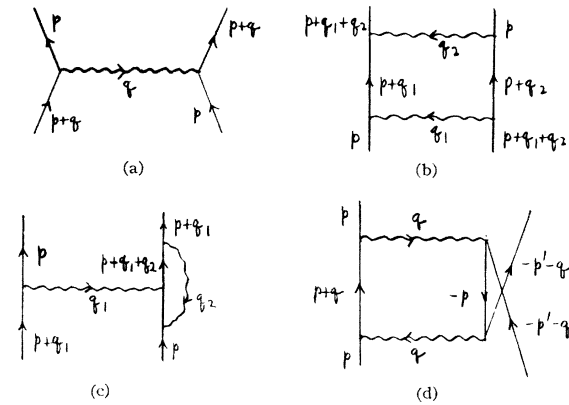 p
p+q
q
p+q
p
(a)
p+q₁+q₂
p
q₂
p+q₁
p+q₂
q₁
p
p+q₁+q₂
(b)
p+q₁
p
p+q₁+q₂
q₁
q₂
p+q₁
p
(c)
p
q
-p'-q
p+q
-p
-p'-q
p
q
(d)